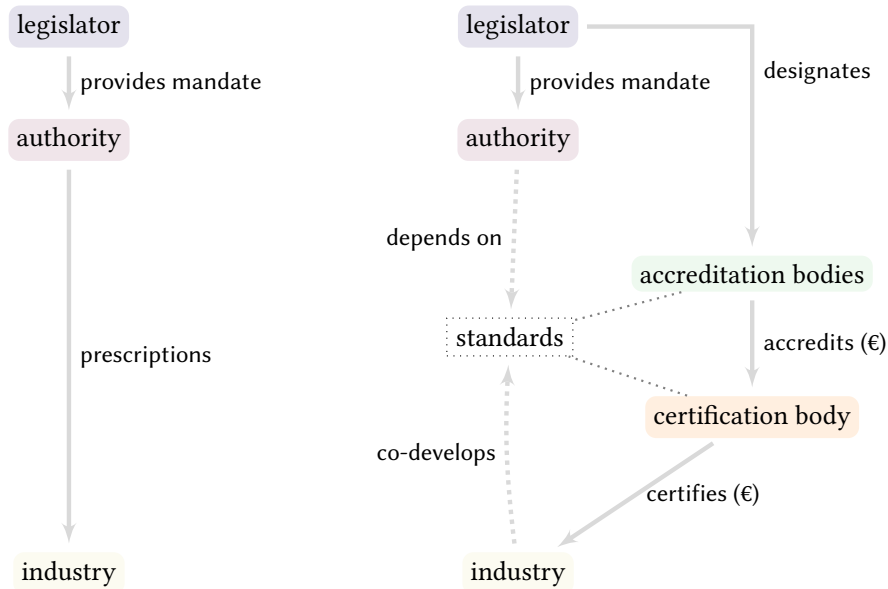 legislator
provides mandate
authority
prescriptions
industry
legislator
provides mandate
designates
authority
depends on
accreditation bodies
standards
accredits (€)
certification body
co-develops
certifies (€)
industry